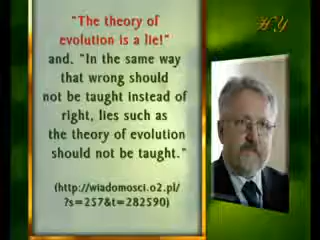 "The theory of
evolution is a lie!"
and. "In the same way
that wrong should
not be taught instead of
right, lies such as
the theory of evolution
should not be taught."
(http://wiadomosci.o2.pl/
?s=257&t=282590)
HY